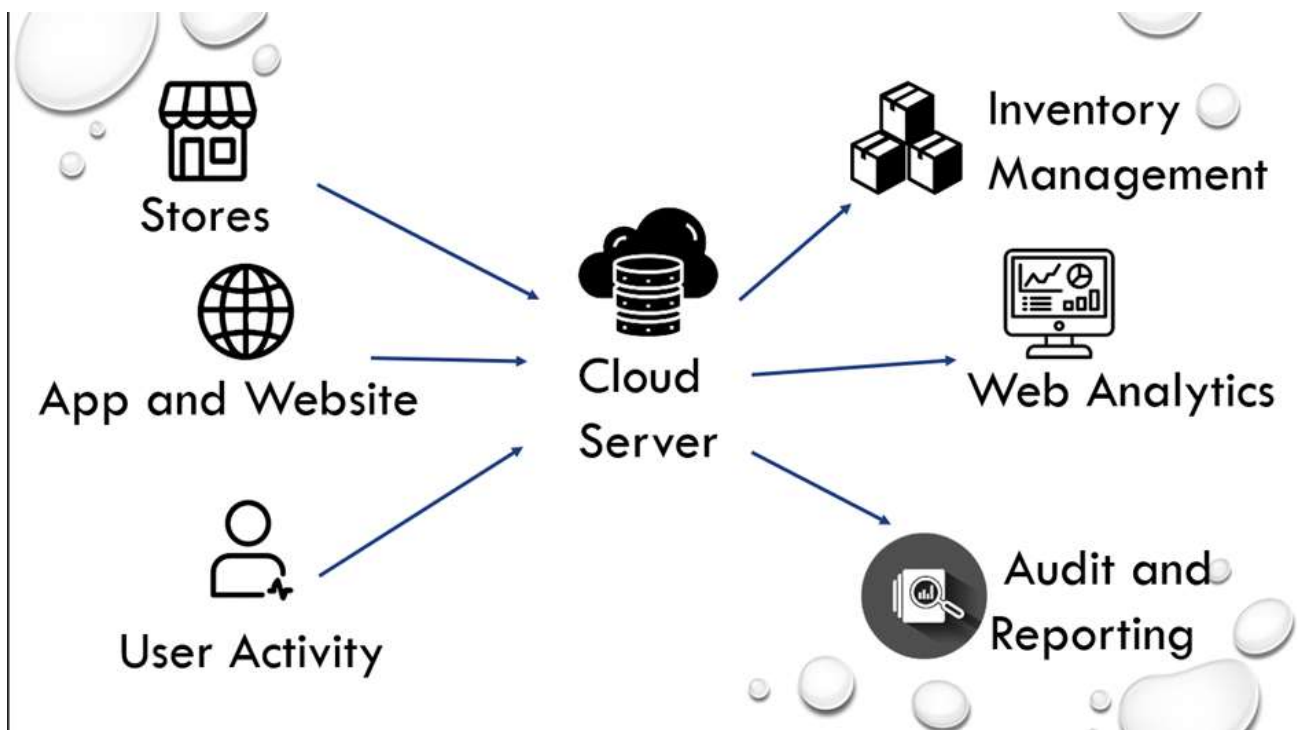 Stores
App and Website
User Activity
Cloud
Server
Inventory
Management
Web Analytics
Audit and
Reporting